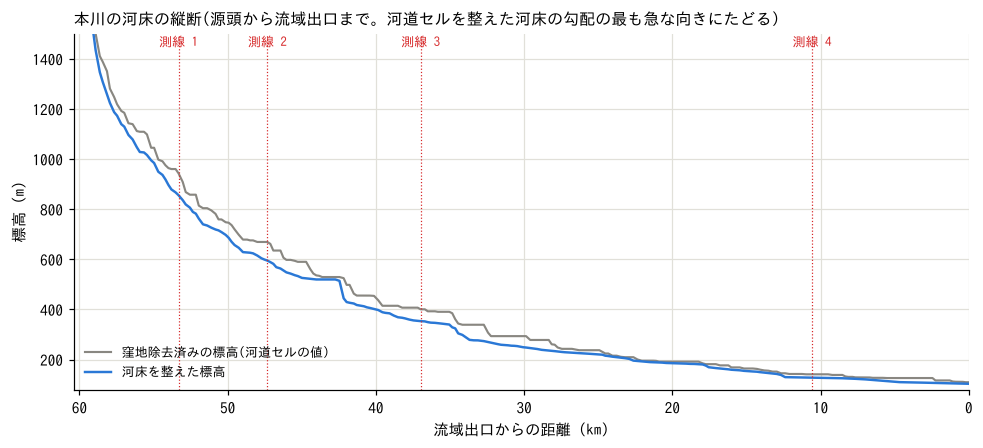 本川の河床の縦断(源頭から流域出口まで。河道セルを整えた河床の勾配の最も急な向きにたどる)
測線 1
測線 2
測線 3
測線 4
1400
1200
1000
800
600
400
200
標高 (m)
窪地除去済みの標高(河道セルの値)
河床を整えた標高
60
50
40
30
20
10
0
流域出口からの距離 (km)